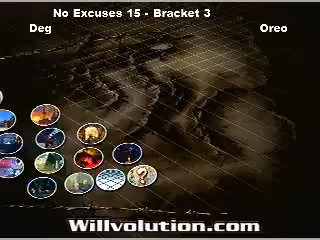 No Excuses 15 - Bracket 3
Deg Oreo
?
Willvolution.com